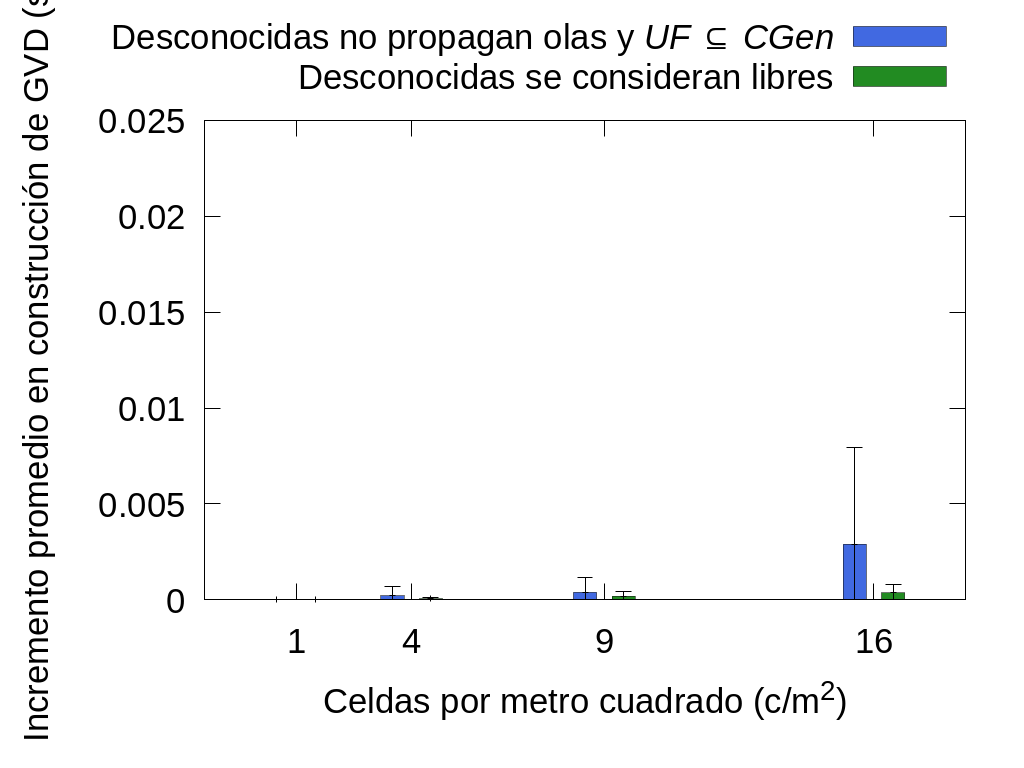 Desconocidas no propagan olas y UF ⊆ CGen
Desconocidas se consideran libres
Incremento promedio en construcción de GVD (s
0.025
0.02
0.015
0.01
0.005
0
1 4 9 16
Celdas por metro cuadrado (c/m²)